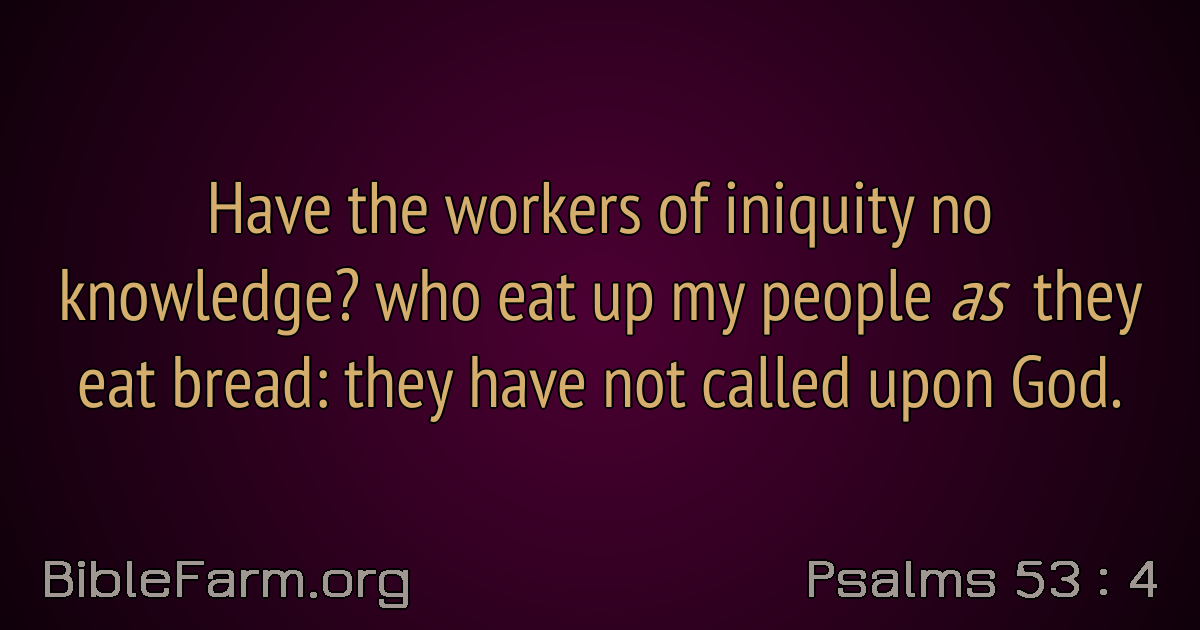 Have the workers of iniquity no
knowledge? who eat up my people as they
eat bread: they have not called upon God.
BibleFarm.org
Psalms 53 : 4